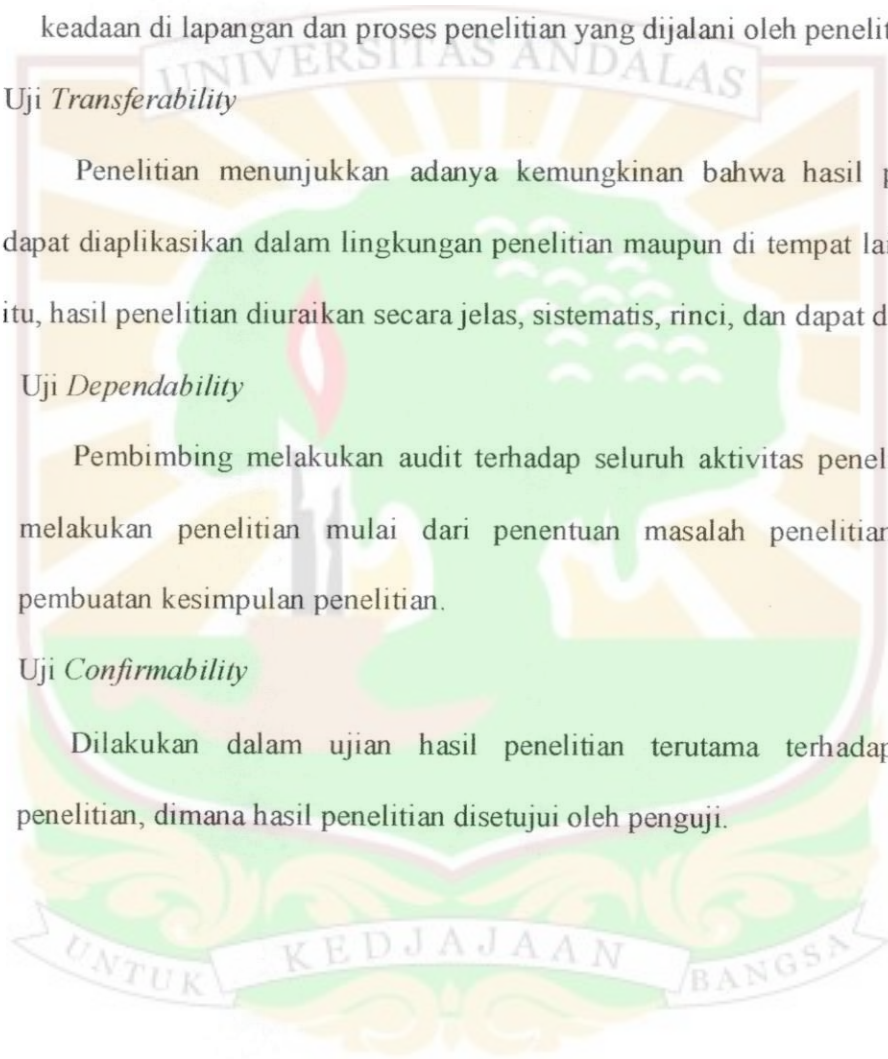 keadaan di lapangan dan proses penelitian yang dijalani oleh
UNIVERSITAS ANDALAS
Uji Transferability
Penelitian menunjukkan adanya kemungkinan bahwa hasil
dapat diaplikasikan dalam lingkungan penelitian maupun di tempat
itu, hasil penelitian diuraikan secara jelas, sistematis, rinci, dan dapat
Uji Dependability
Pembimbing melakukan audit terhadap seluruh aktivitas
melakukan penelitian mulai dari penentuan masalah penelitian
pembuatan kesimpulan penelitian.
Uji Confirmability
Dilakukan dalam ujian hasil penelitian terutama terhadap
penelitian, dimana hasil penelitian disetujui oleh penguji.
UNTUK KEDJAJAAN BANGSA